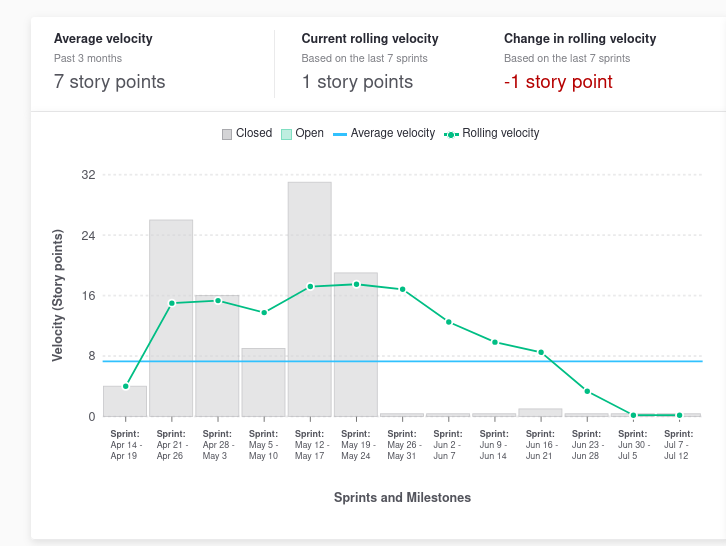 Average velocity
Past 3 months
7 story points
Current rolling velocity
Based on the last 7 sprints
1 story points
Change in rolling velocity
Based on the last 7 sprints
-1 story point
Closed Open Average velocity Rolling velocity
Velocity (Story points)
32
24
16
8
0
Sprint:
Apr 14 -
Apr 19
Sprint:
Apr 21 -
Apr 26
Sprint:
Apr 28 -
May 3
Sprint:
May 5 -
May 10
Sprint:
May 12 -
May 17
Sprint:
May 19 -
May 24
Sprint:
May 26 -
May 31
Sprint:
Jun 2 -
Jun 7
Sprint:
Jun 9 -
Jun 14
Sprint:
Jun 16 -
Jun 21
Sprint:
Jun 23 -
Jun 28
Sprint:
Jun 30 -
Jul 5
Sprint:
Jul 7 -
Jul 12
Sprints and Milestones